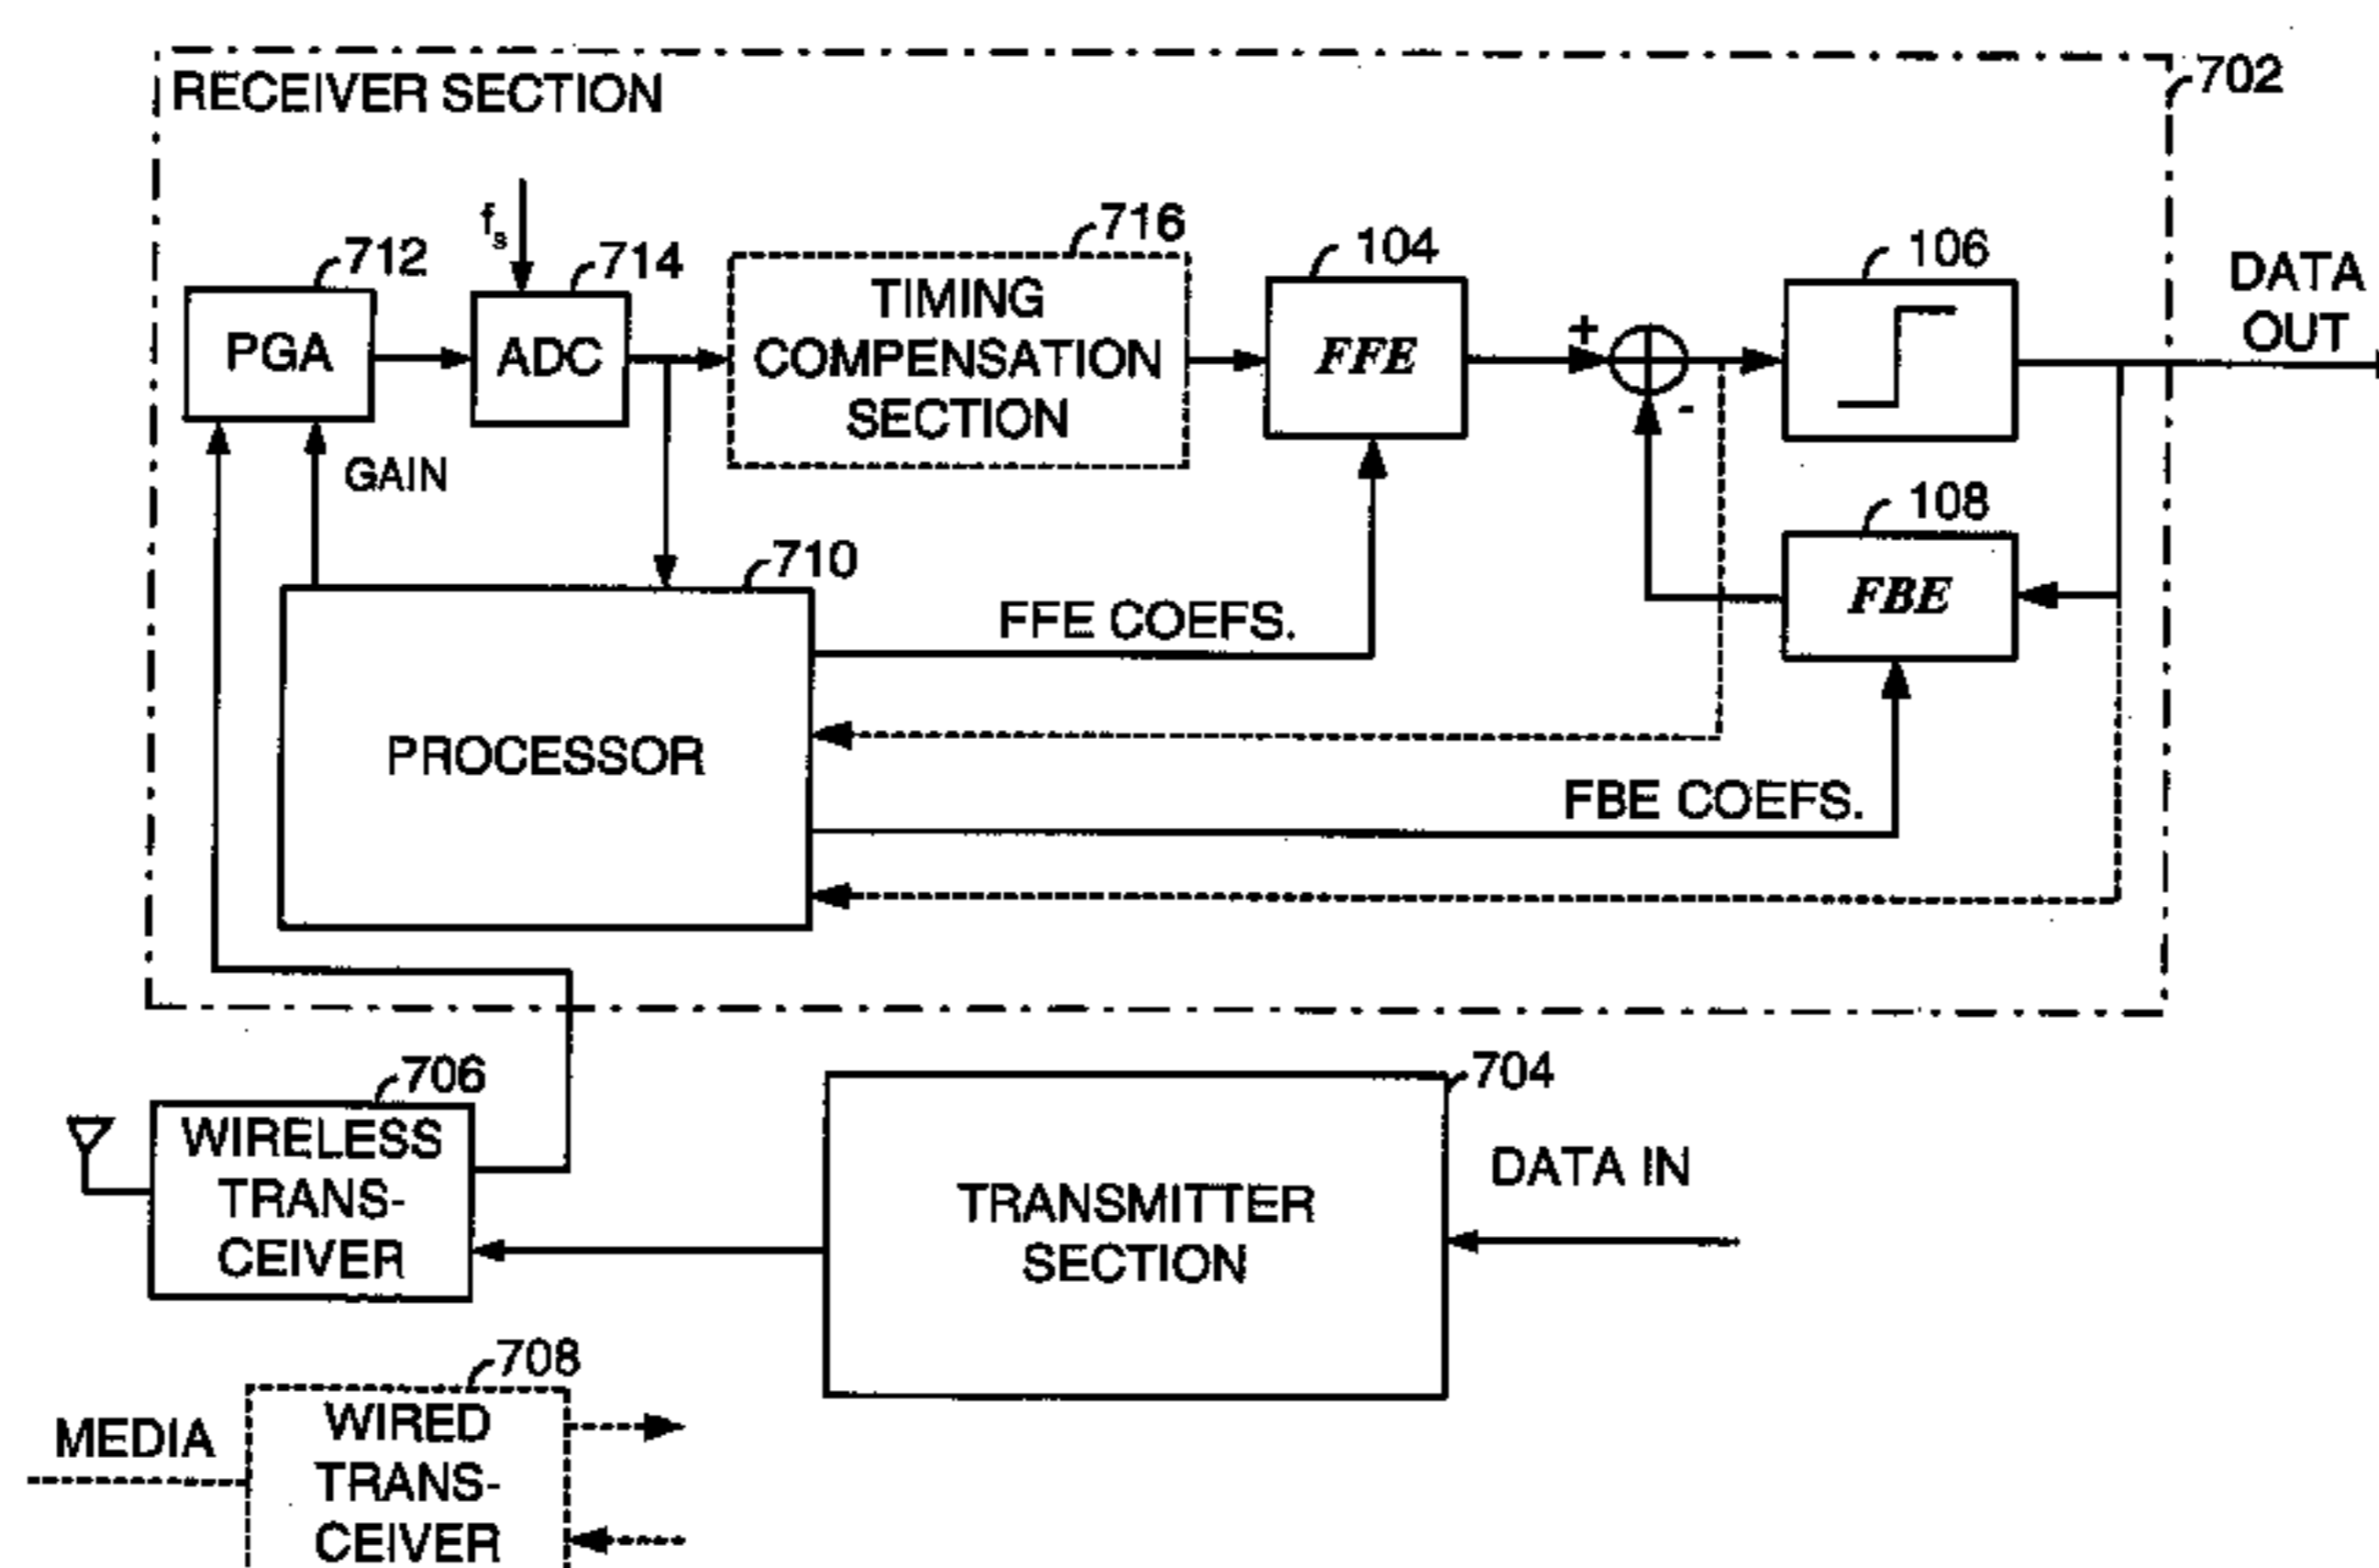 RECEIVER SECTION
702
fs
712
714
716
104
106
DATA
OUT
PGA
ADC
TIMING
COMPENSATION
SECTION
FFE
+
-
GAIN
710
108
FBE
FFE COEFS.
PROCESSOR
FBE COEFS.
706
704
WIRELESS
TRANS-
CEIVER
TRANSMITTER
SECTION
DATA IN
708
MEDIA
WIRED
TRANS-
CEIVER